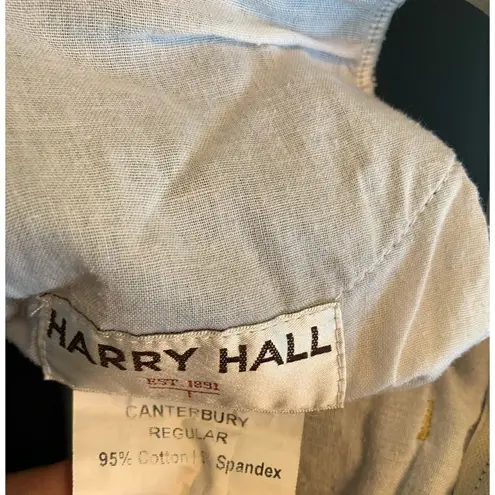 HARRY HALL
EST. 1891
CANTERBURY
REGULAR
95% Cotton Spandex